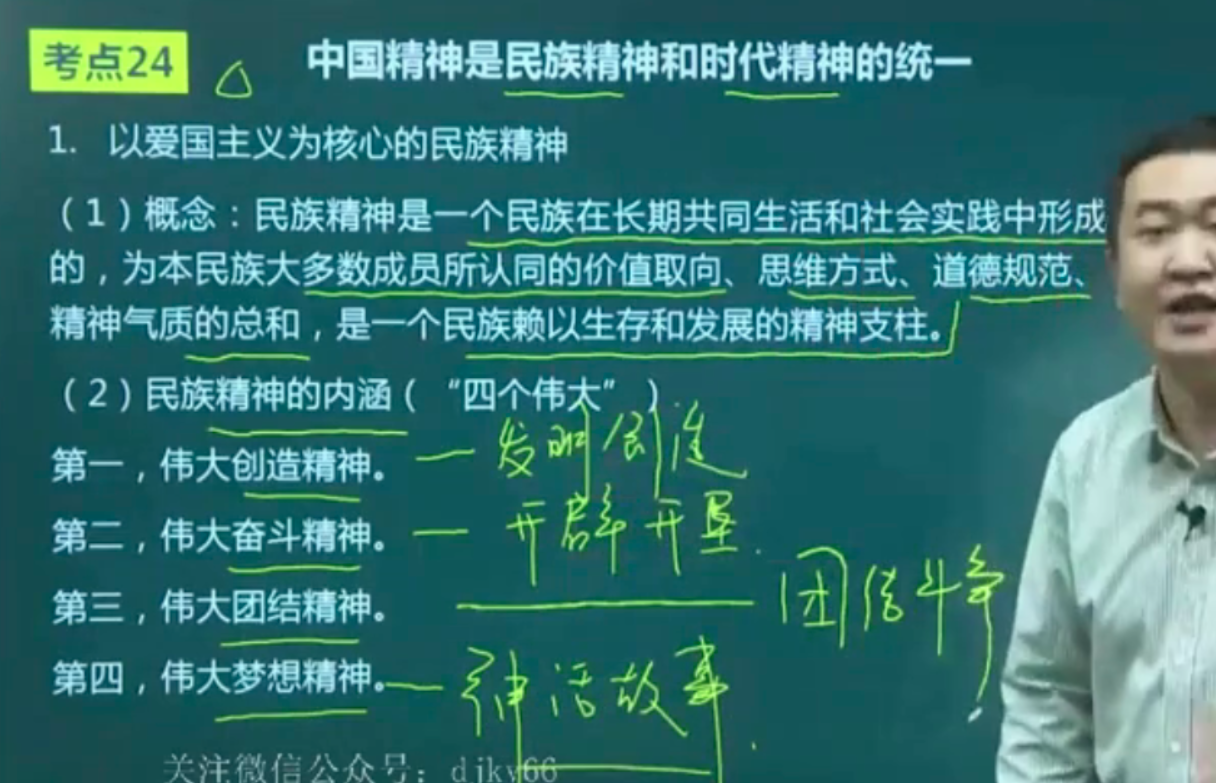 考点24
中国精神是民族精神和时代精神的统一
1. 以爱国主义为核心的民族精神
（1）概念：民族精神是一个民族在长期共同生活和社会实践中形成
的，为本民族大多数成员所认同的价值取向、思维方式、道德规范、
精神气质的总和，是一个民族赖以生存和发展的精神支柱。
（2）民族精神的内涵（“四个伟大”）
第一，伟大创造精神。 — 发明创造
第二，伟大奋斗精神。 — 开辟开垦
第三，伟大团结精神。 团结斗争
第四，伟大梦想精神。 — 神话故事
关注微信公众号：djky66